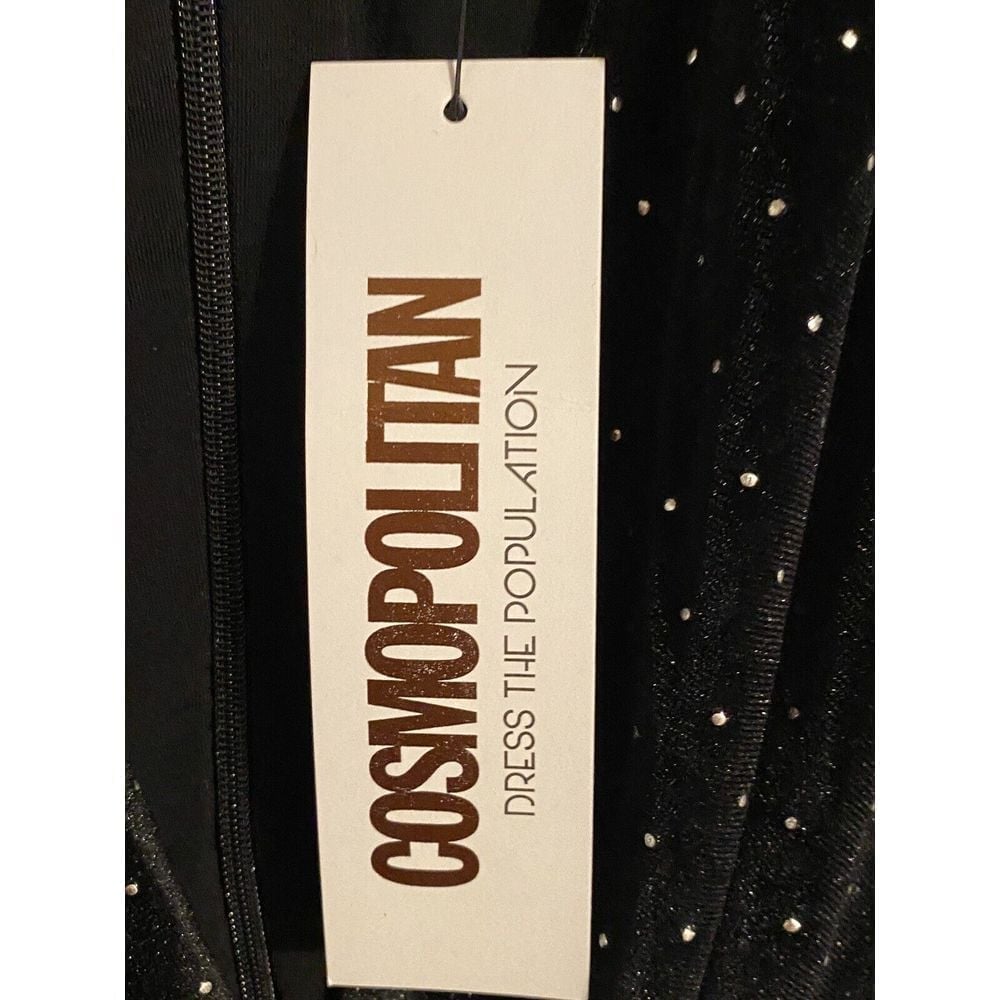 COSMOPOLITAN
DRESS THE POPULATION